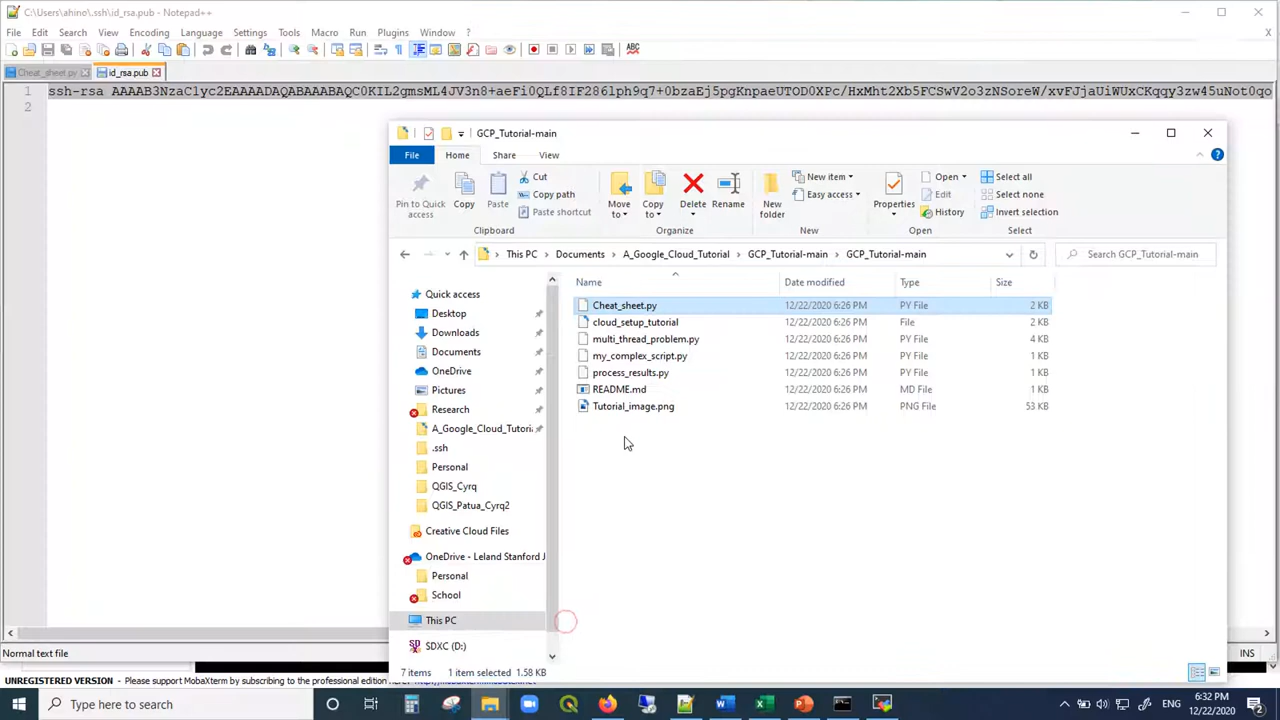 C:\Users\ahino\.ssh\id_rsa.pub - Notepad++
File Edit Search View Encoding Language Settings Tools Macro Run Plugins Window ? X
Cheat_sheet.py id_rsa.pub
1 ssh-rsa AAAAB3NzaC1yc2EAAAADAQABAAABAQC0KIL2gmsML4JV3n8+aeFi0QLf8IF286lph9q7+0bzaEj5pgKnpaeUTOD0XPc/HxMht2Xb5FCSwV2o3zNSoreW/xvFJjaUiWUxCKqqy3zw45uNot0qo
2
GCP_Tutorial-main
File Home Share View
Pin to Quick access
Copy
Paste
Cut
Copy path
Paste shortcut
Clipboard
Move to
Copy to
Delete
Rename
Organize
New folder
New item
Easy access
New
Properties
Open
Edit
History
Open
Select all
Select none
Invert selection
Select
This PC > Documents > A_Google_Cloud_Tutorial > GCP_Tutorial-main > GCP_Tutorial-main
Search GCP_Tutorial-main
Name Date modified Type Size
Cheat_sheet.py 12/22/2020 6:26 PM PY File 2 KB
cloud_setup_tutorial 12/22/2020 6:26 PM File 2 KB
multi_thread_problem.py 12/22/2020 6:26 PM PY File 4 KB
my_complex_script.py 12/22/2020 6:26 PM PY File 1 KB
process_results.py 12/22/2020 6:26 PM PY File 1 KB
README.md 12/22/2020 6:26 PM MD File 1 KB
Tutorial_image.png 12/22/2020 6:26 PM PNG File 53 KB
Quick access
Desktop
Downloads
Documents
OneDrive
Pictures
Research
A_Google_Cloud_Tutori
.ssh
Personal
QGIS_Cyrq
QGIS_Patua_Cyrq2
Creative Cloud Files
OneDrive - Leland Stanford J
Personal
School
This PC
SDXC (D:)
7 items 1 item selected 1.58 KB
Normal text file
INS
UNREGISTERED VERSION - Please support MobaXterm by subscribing to the professional edition here:
Type here to search
6:32 PM
12/22/2020
2